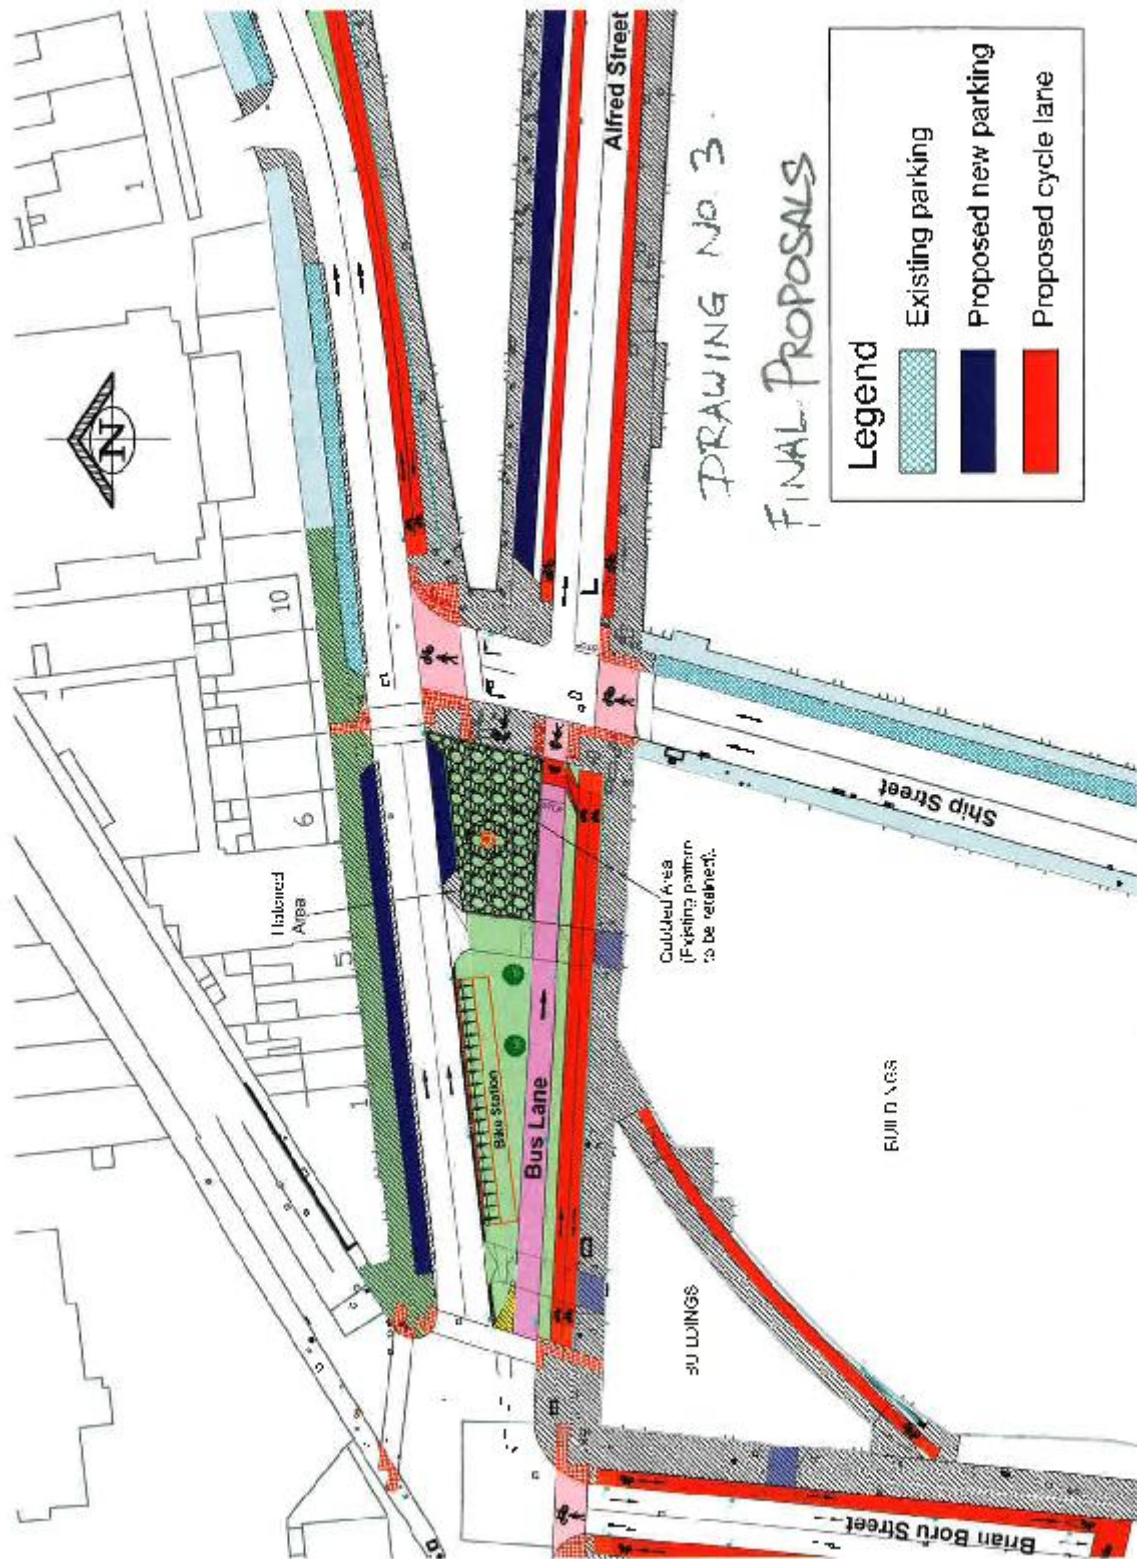 Alfred Street
DRAWING NO. 3.
FINAL PROPOSALS
Legend
Existing parking
Proposed new parking
Proposed cycle lane
N
1
10
6
5
1
Hatched
Area
Cobbled Area
(Existing pattern
to be retained).
Ship Street
Bike Station
Bus Lane
BUILDINGS
BUILDINGS
Brian Boru Street